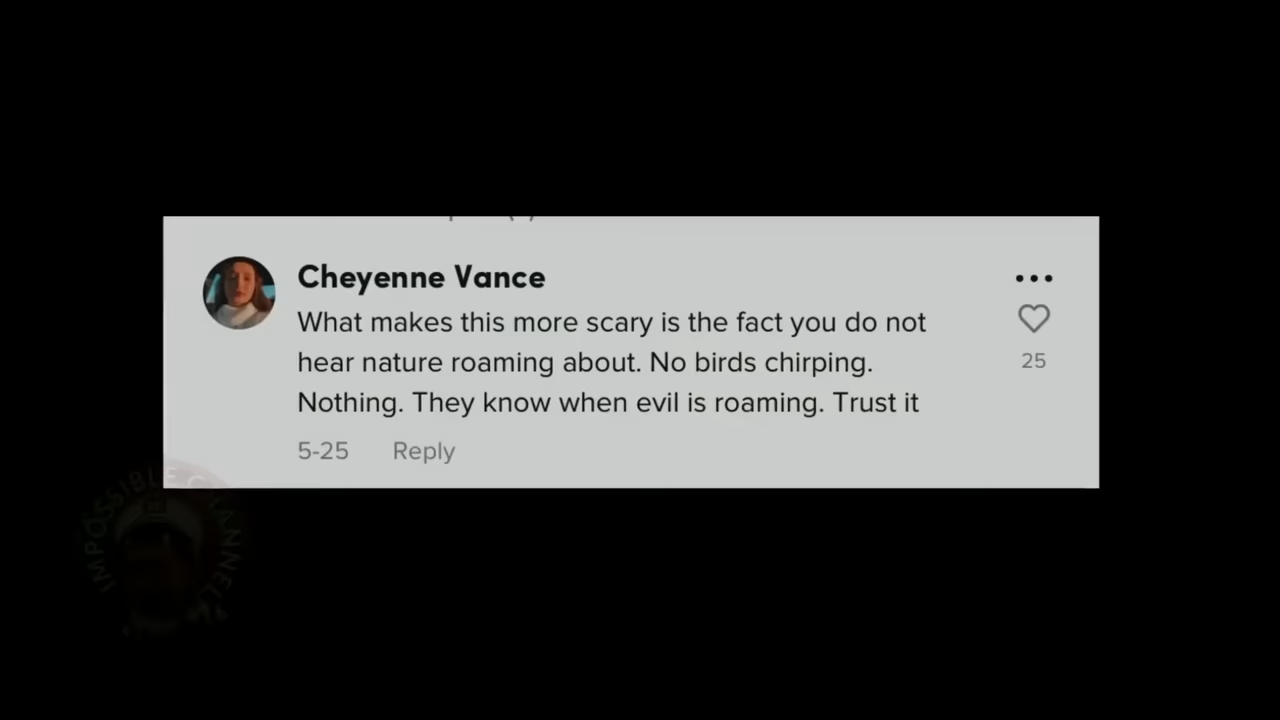 Cheyenne Vance
What makes this more scary is the fact you do not
hear nature roaming about. No birds chirping.
Nothing. They know when evil is roaming. Trust it
25
5-25 Reply
IMPOSSIBLE CHANNEL